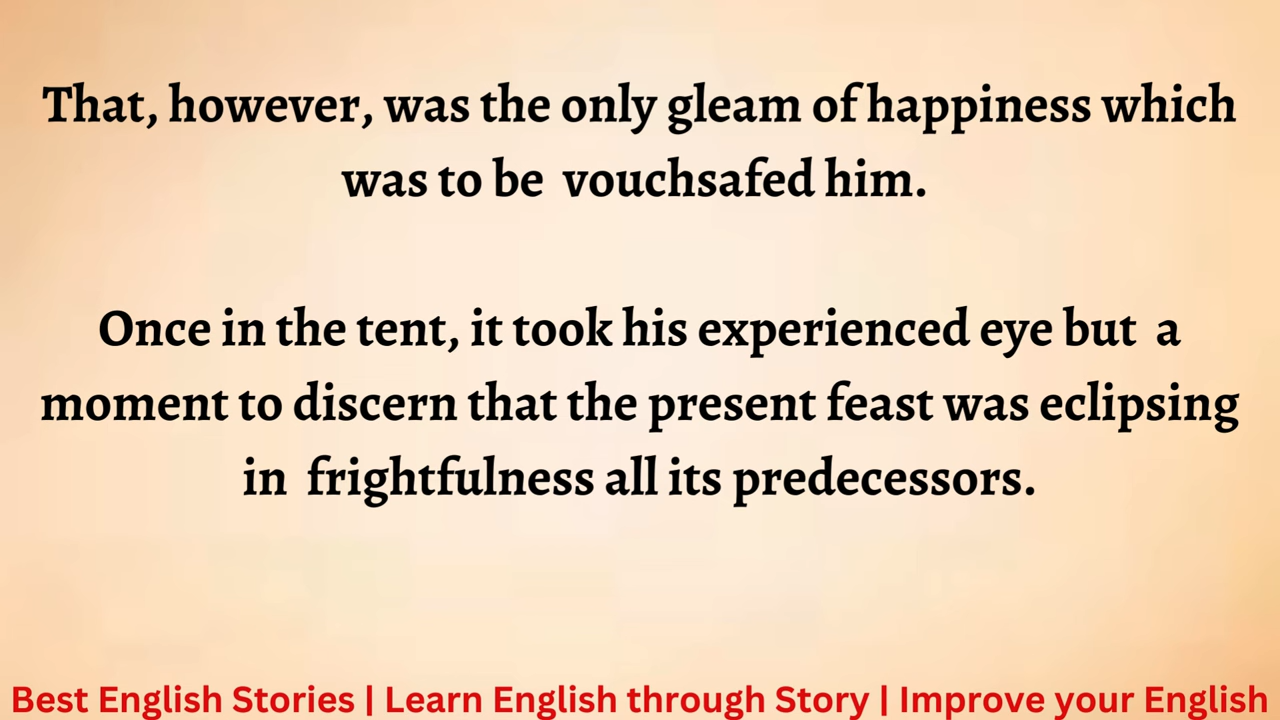 That, however, was the only gleam of happiness which
was to be vouchsafed him.
Once in the tent, it took his experienced eye but a
moment to discern that the present feast was eclipsing
in frightfulness all its predecessors.
Best English Stories | Learn English through Story | Improve your English